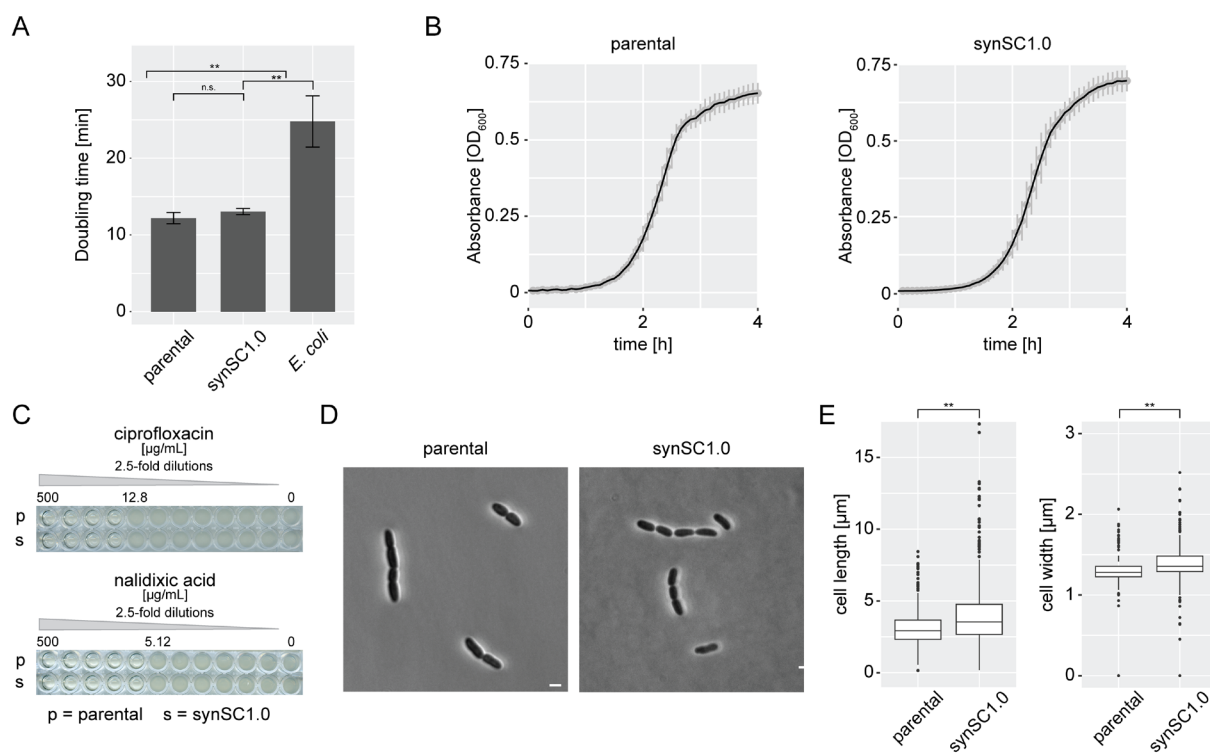 A
Doubling time [min]
30
20
10
0
**
**
n.s.
parental
synSC1.0
E. coli
B
parental
Absorbance [OD600]
0.75
0.5
0.25
0
0
2
4
time [h]
synSC1.0
Absorbance [OD600]
0.75
0.5
0.25
0
0
2
4
time [h]
C
ciprofloxacin
[µg/mL]
2.5-fold dilutions
500 12.8 0
p
s
nalidixic acid
[µg/mL]
2.5-fold dilutions
500 5.12 0
p
s
p = parental s = synSC1.0
D
parental
synSC1.0
E
**
cell length [µm]
15
10
5
0
parental
synSC1.0
**
cell width [µm]
3
2
1
0
parental
synSC1.0